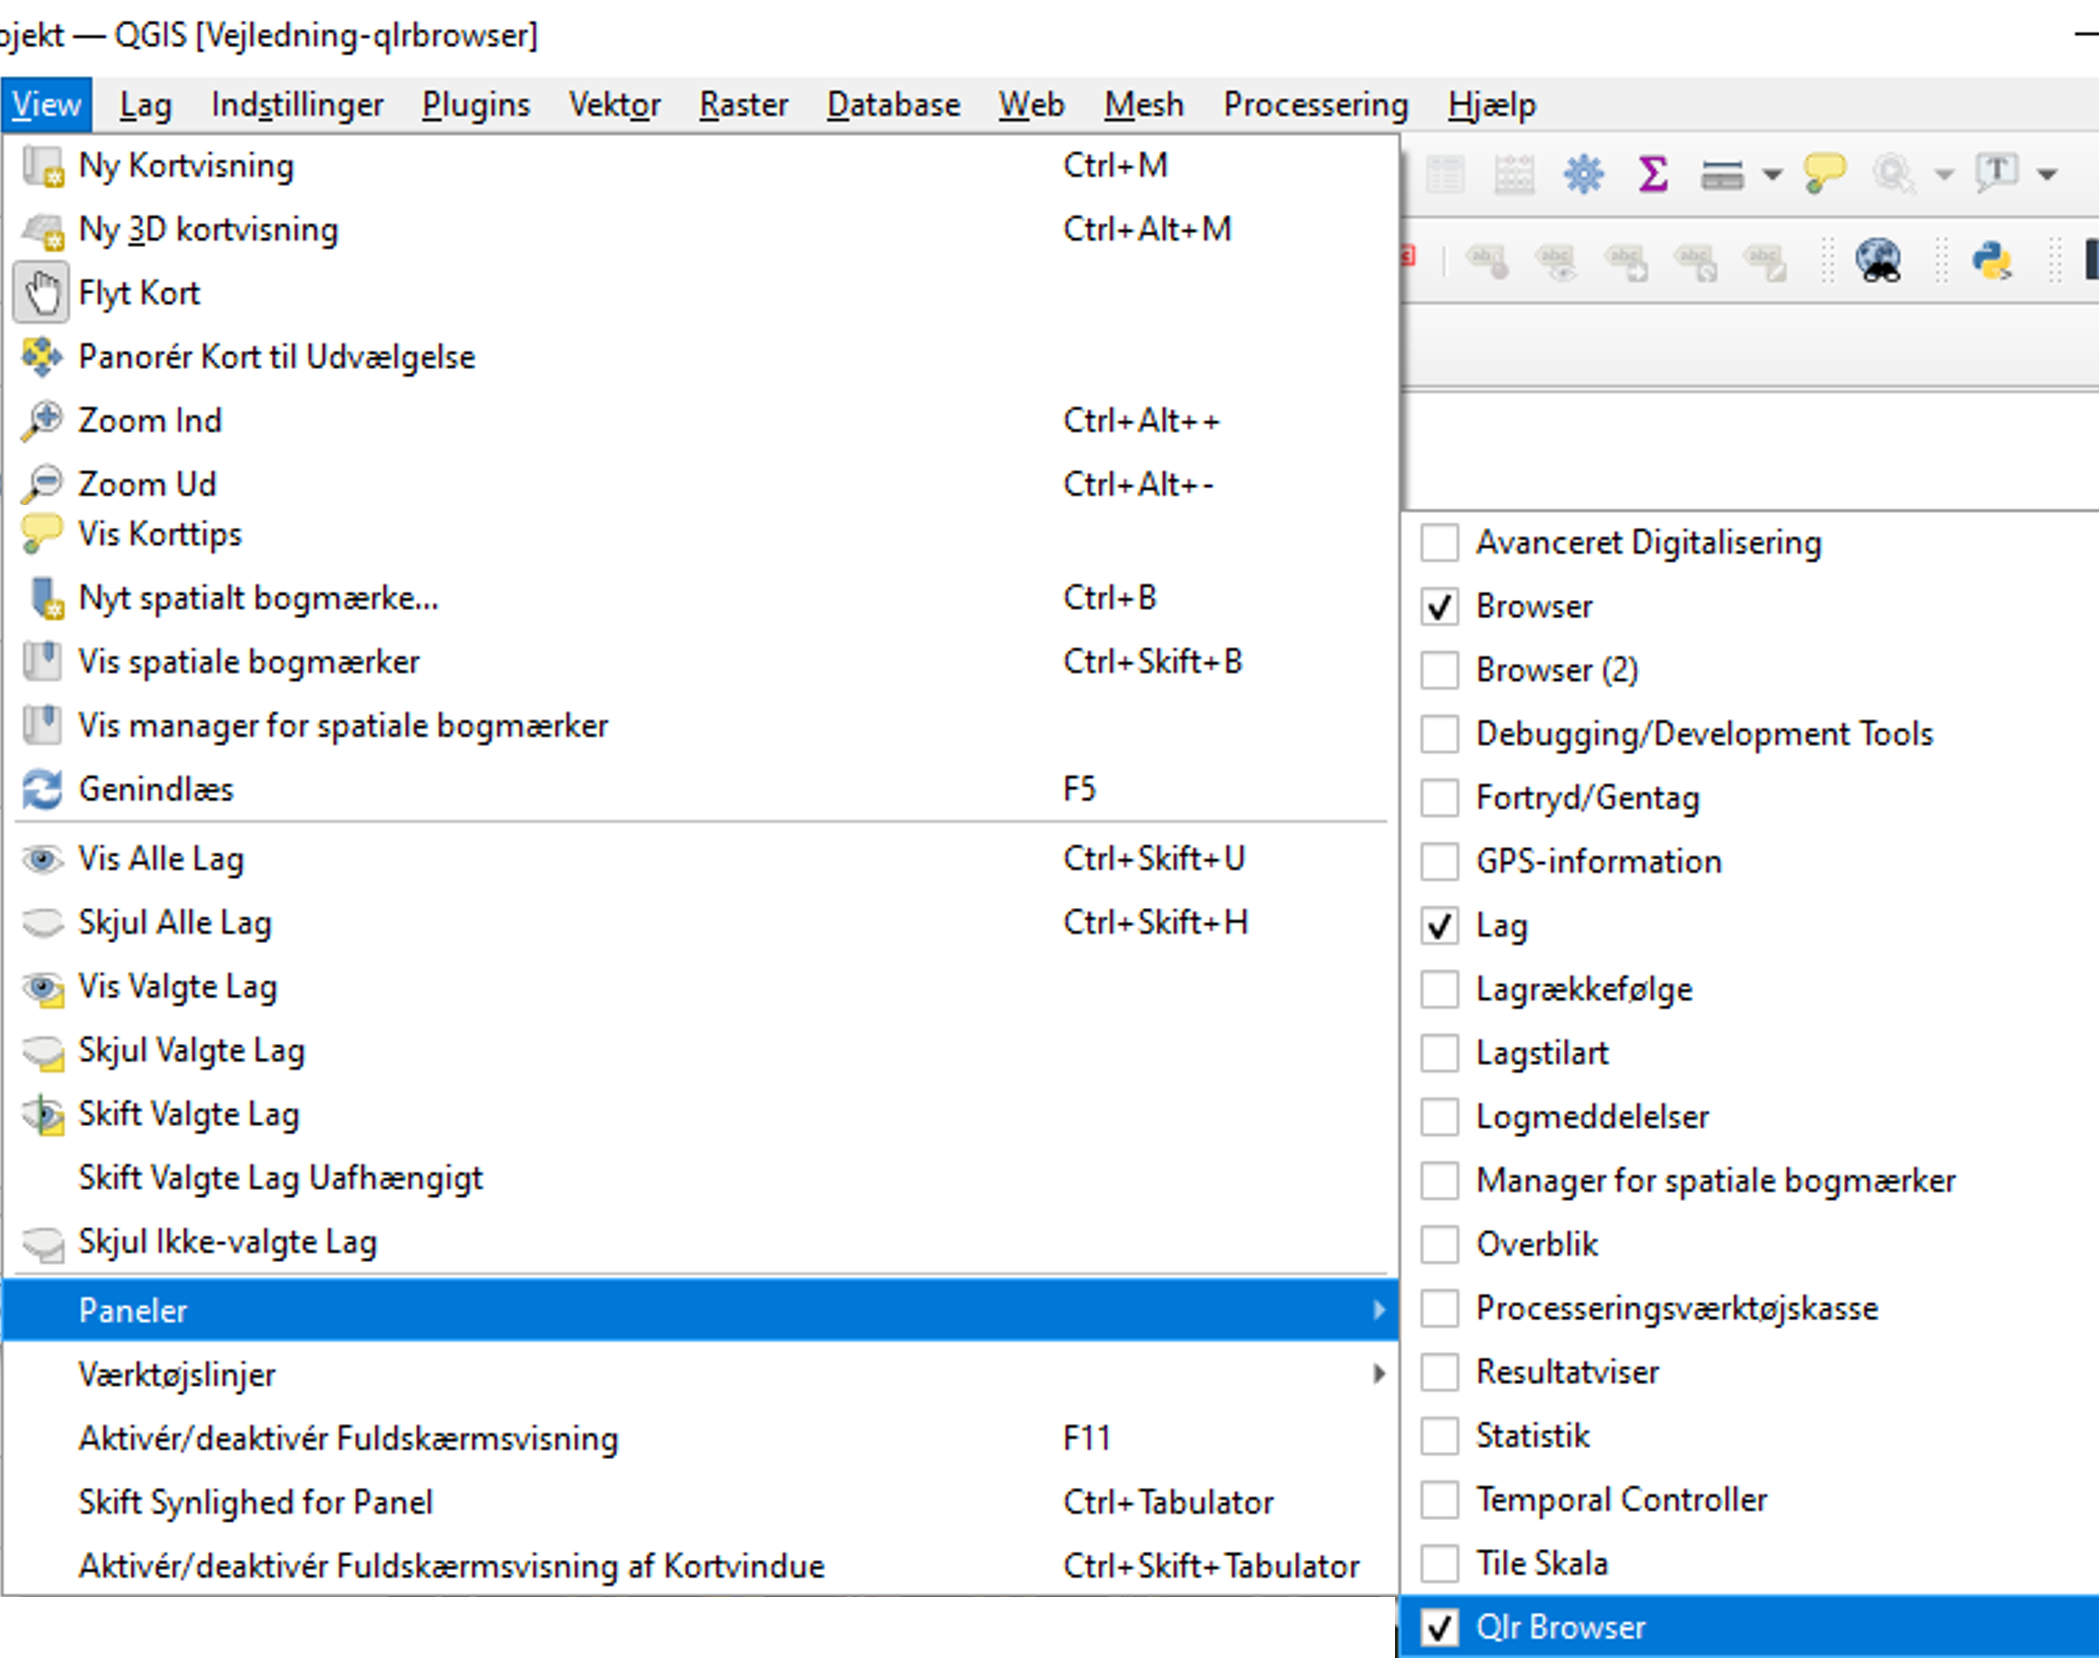 ojekt — QGIS [Vejledning-qlrbrowser]
View Lag Indstillinger Plugins Vektor Raster Database Web Mesh Processering Hjælp
Ny Kortvisning Ctrl+M
Ny 3D kortvisning Ctrl+Alt+M
Flyt Kort
Panorér Kort til Udvælgelse
Zoom Ind Ctrl+Alt++
Zoom Ud Ctrl+Alt+-
Vis Korttips
Nyt spatialt bogmærke... Ctrl+B
Vis spatiale bogmærker Ctrl+Skift+B
Vis manager for spatiale bogmærker
Genindlæs F5
Vis Alle Lag Ctrl+Skift+U
Skjul Alle Lag Ctrl+Skift+H
Vis Valgte Lag
Skjul Valgte Lag
Skift Valgte Lag
Skift Valgte Lag Uafhængigt
Skjul Ikke-valgte Lag
Paneler
Værktøjslinjer
Aktivér/deaktivér Fuldskærmsvisning F11
Skift Synlighed for Panel Ctrl+Tabulator
Aktivér/deaktivér Fuldskærmsvisning af Kortvindue Ctrl+Skift+Tabulator
Avanceret Digitalisering
Browser
Browser (2)
Debugging/Development Tools
Fortryd/Gentag
GPS-information
Lag
Lagrækkefølge
Lagstilart
Logmeddelelser
Manager for spatiale bogmærker
Overblik
Processeringsværktøjskasse
Resultatviser
Statistik
Temporal Controller
Tile Skala
Qlr Browser